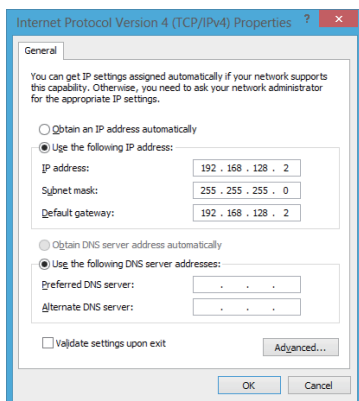 Internet Protocol Version 4 (TCP/IPv4) Properties ? ×
General
You can get IP settings assigned automatically if your network supports
this capability. Otherwise, you need to ask your network administrator
for the appropriate IP settings.
Obtain an IP address automatically
Use the following IP address:
IP address: 192 . 168 . 128 . 2
Subnet mask: 255 . 255 . 255 . 0
Default gateway: 192 . 168 . 128 . 2
Obtain DNS server address automatically
Use the following DNS server addresses:
Preferred DNS server: . . .
Alternate DNS server: . . .
Validate settings upon exit
Advanced...
OK Cancel